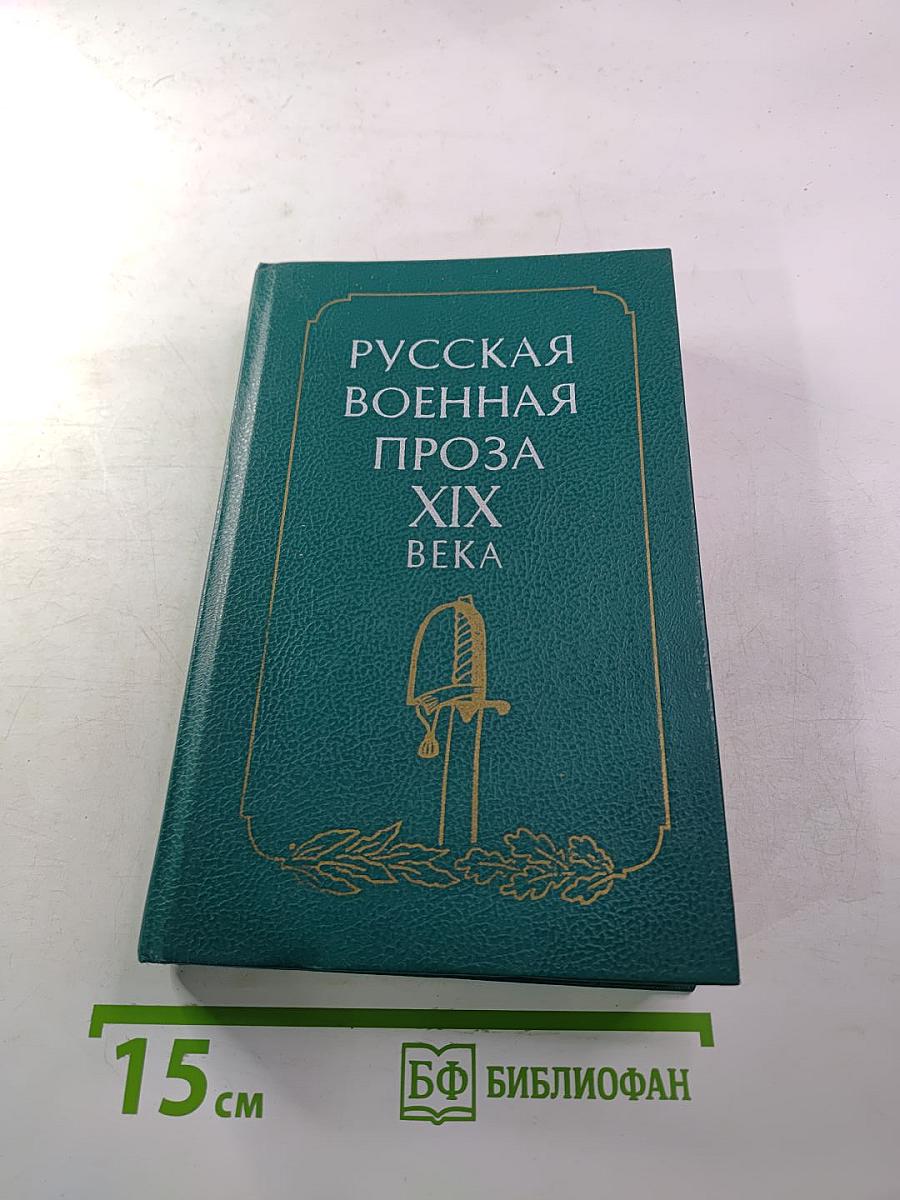 РУССКАЯ
ВОЕННАЯ
ПРОЗА
XIX
ВЕКА
15 см
БФ БИБЛИОФАН